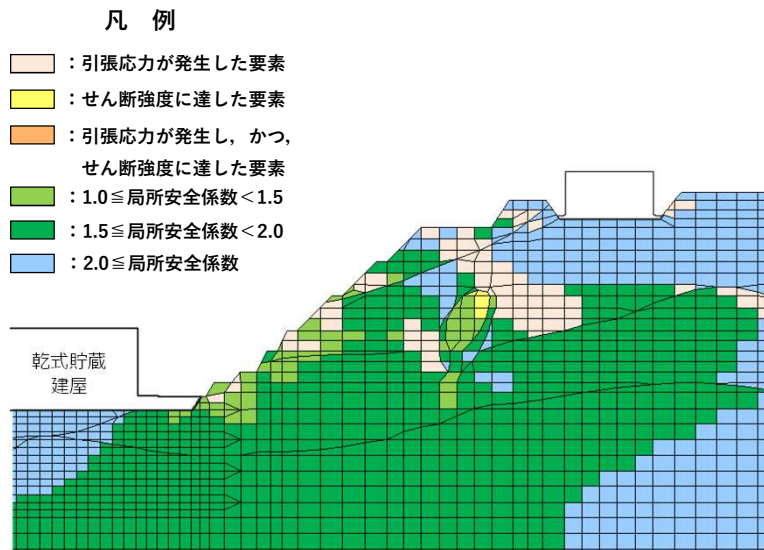 凡 例
：引張応力が発生した要素
：せん断強度に達した要素
：引張応力が発生し，かつ，
せん断強度に達した要素
：1.0≦局所安全係数＜1.5
：1.5≦局所安全係数＜2.0
：2.0≦局所安全係数
乾式貯蔵
建屋